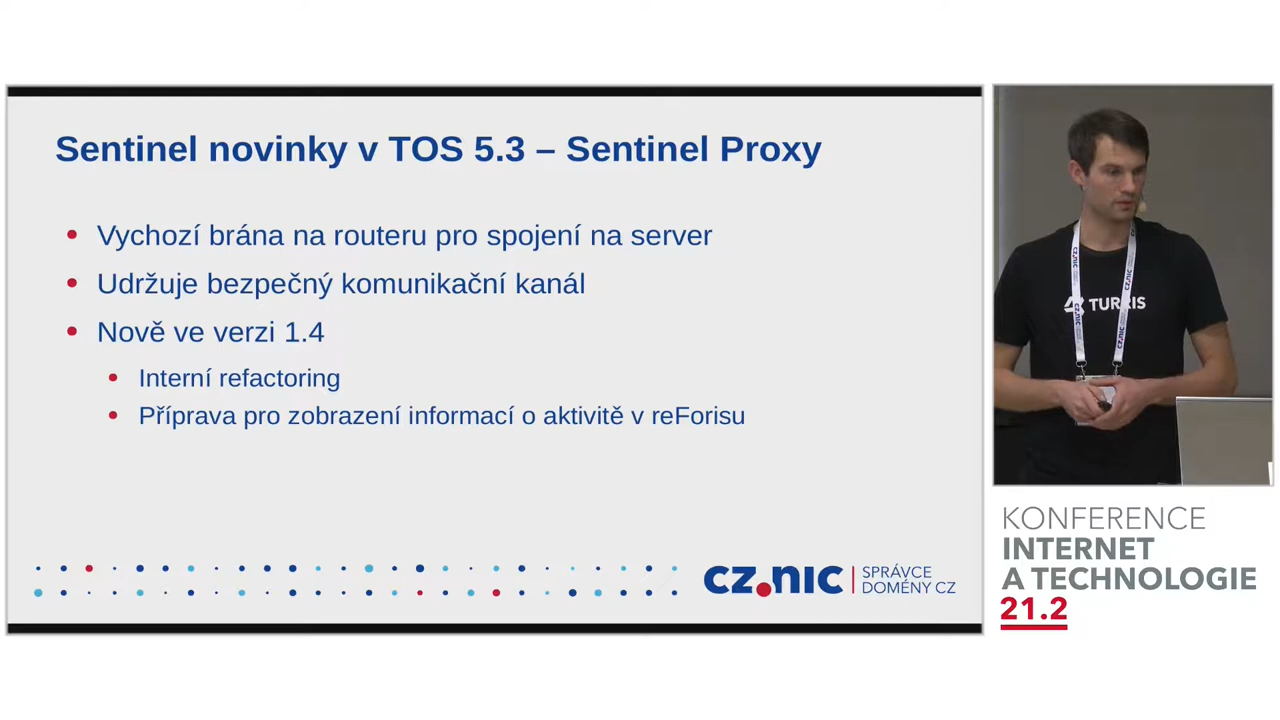 Sentinel novinky v TOS 5.3 – Sentinel Proxy
Vychozí brána na routeru pro spojení na server
Udržuje bezpečný komunikační kanál
Nově ve verzi 1.4
Interní refactoring
Příprava pro zobrazení informací o aktivitě v reForisu
CZ.NIC
SPRÁVCE
DOMÉNY CZ
TURRIS
CZ.NIC
KONFERENCE
INTERNET
A TECHNOLOGIE
21.2